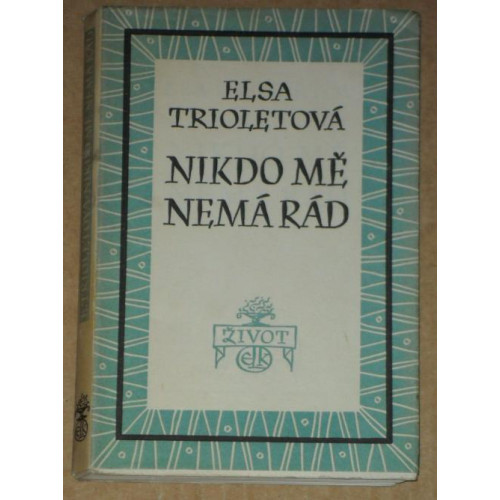 ELSA
TRIOLETOVÁ
NIKDO MĚ
NEMÁ RÁD
ŽIVOT